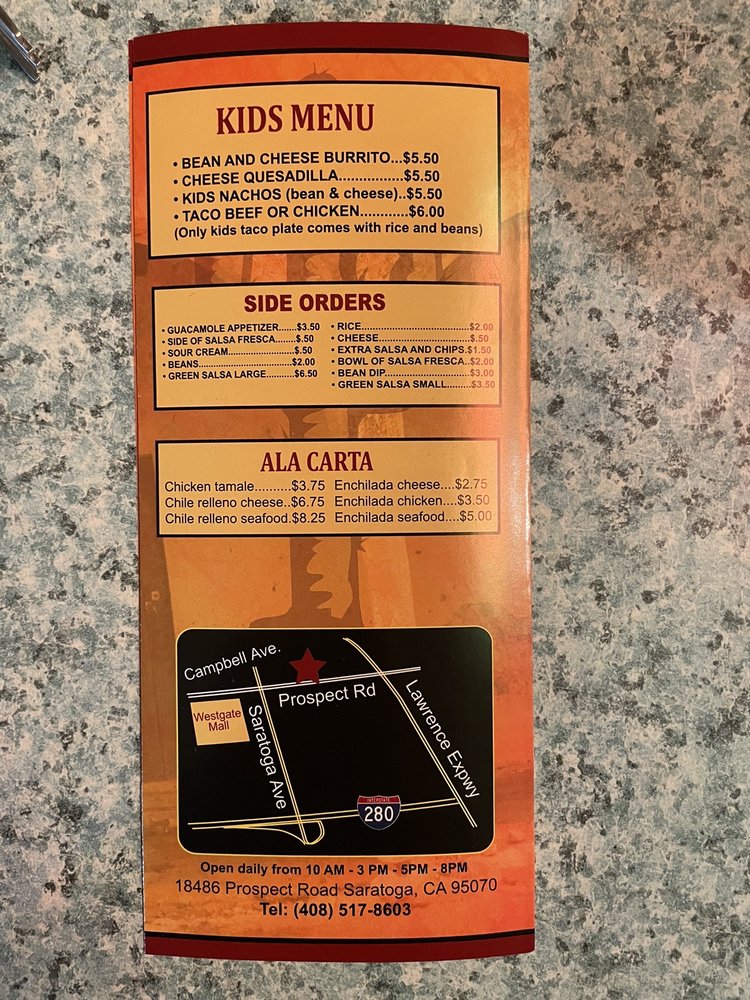 KIDS MENU
• BEAN AND CHEESE BURRITO...$5.50
• CHEESE QUESADILLA................$5.50
• KIDS NACHOS (bean & cheese)..$5.50
• TACO BEEF OR CHICKEN............$6.00
(Only kids taco plate comes with rice and beans)
SIDE ORDERS
• GUACAMOLE APPETIZER.......$3.50
• SIDE OF SALSA FRESCA......$.50
• SOUR CREAM......................$.50
• BEANS..............................$2.00
• GREEN SALSA LARGE..........$6.50
• RICE.................................$2.00
• CHEESE............................$.50
• EXTRA SALSA AND CHIPS.$1.50
• BOWL OF SALSA FRESCA..$2.00
• BEAN DIP..........................$3.00
• GREEN SALSA SMALL........$3.50
ALA CARTA
Chicken tamale.........$3.75
Chile relleno cheese..$6.75
Chile relleno seafood.$8.25
Enchilada cheese....$2.75
Enchilada chicken....$3.50
Enchilada seafood....$5.00
Campbell Ave.
Prospect Rd
Westgate
Mall
Saratoga Ave
Lawrence Expwy
INTERSTATE
280
Open daily from 10 AM - 3 PM - 5PM - 8PM
18486 Prospect Road Saratoga, CA 95070
Tel: (408) 517-8603